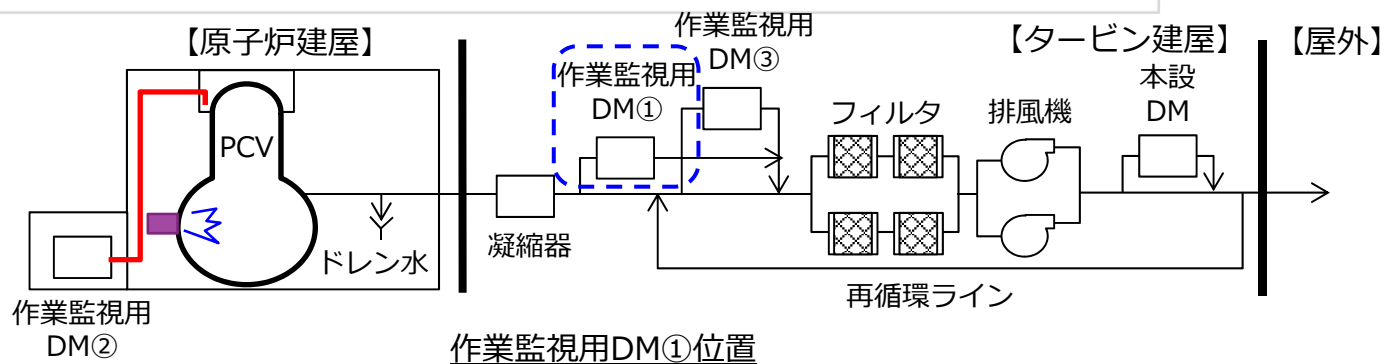 【原子炉建屋】
作業監視用
DM③
【タービン建屋】
【屋外】
作業監視用
DM①
本設
DM
フィルタ
排風機
PCV
凝縮器
ドレン水
再循環ライン
作業監視用
DM②
作業監視用DM①位置